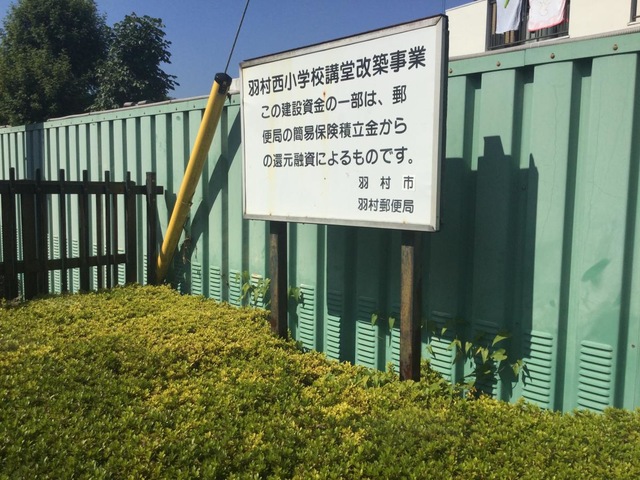 羽村西小学校講堂改築事業
この建設資金の一部は、郵
便局の簡易保険積立金から
の還元融資によるものです。
羽村市
羽村郵便局